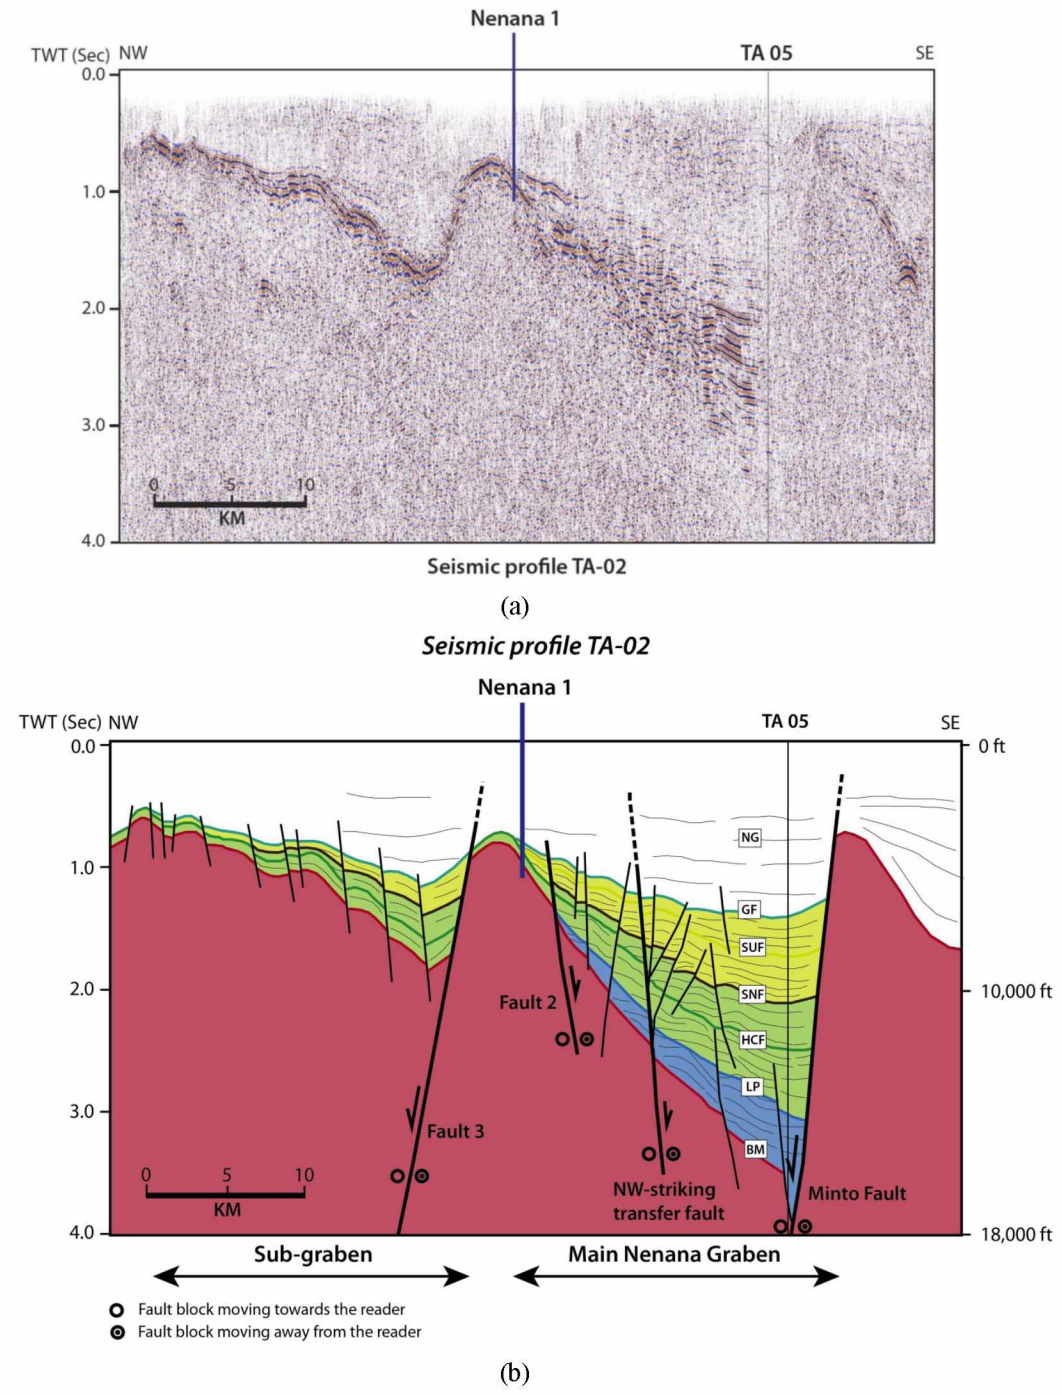 Nenana 1
TWT (Sec) NW TA 05 SE
0.0
1.0
2.0
3.0
0 5 10
KM
4.0
Seismic profile TA-02
(a)
Seismic profile TA-02
Nenana 1
TWT (Sec) NW TA 05 SE
0.0 0 ft
NG
1.0
GF
SUF
2.0 SNF 10,000 ft
Fault 2
HCF
LP
3.0
Fault 3
BM
0 5 10
KM
NW-striking
transfer fault
Minto Fault
4.0 18,000 ft
Sub-graben Main Nenana Graben
Fault block moving towards the reader
Fault block moving away from the reader
(b)